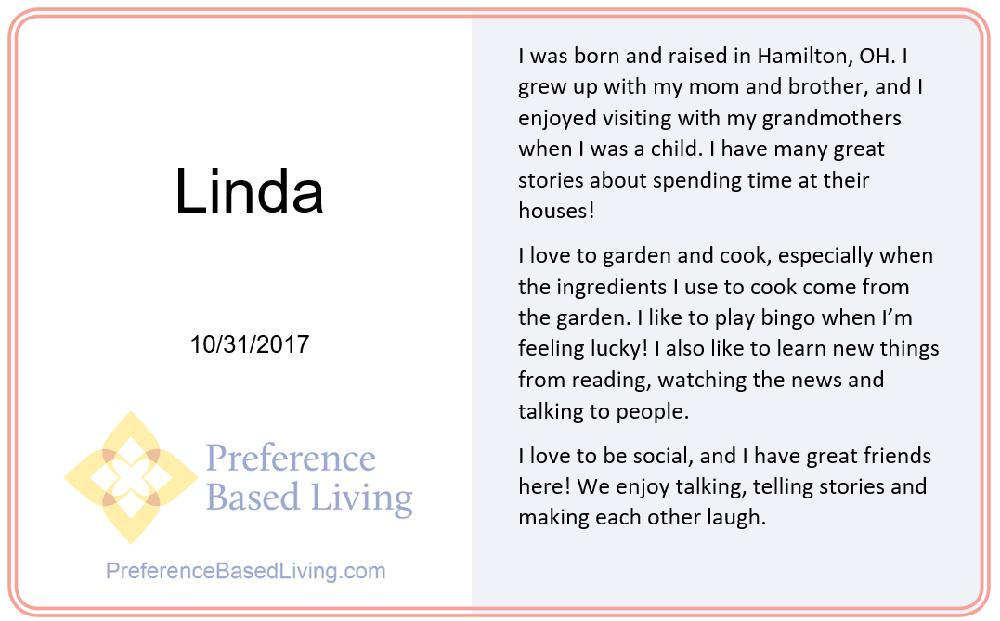 Linda
10/31/2017
Preference
Based Living
PreferenceBasedLiving.com
I was born and raised in Hamilton, OH. I
grew up with my mom and brother, and I
enjoyed visiting with my grandmothers
when I was a child. I have many great
stories about spending time at their
houses!
I love to garden and cook, especially when
the ingredients I use to cook come from
the garden. I like to play bingo when I’m
feeling lucky! I also like to learn new things
from reading, watching the news and
talking to people.
I love to be social, and I have great friends
here! We enjoy talking, telling stories and
making each other laugh.